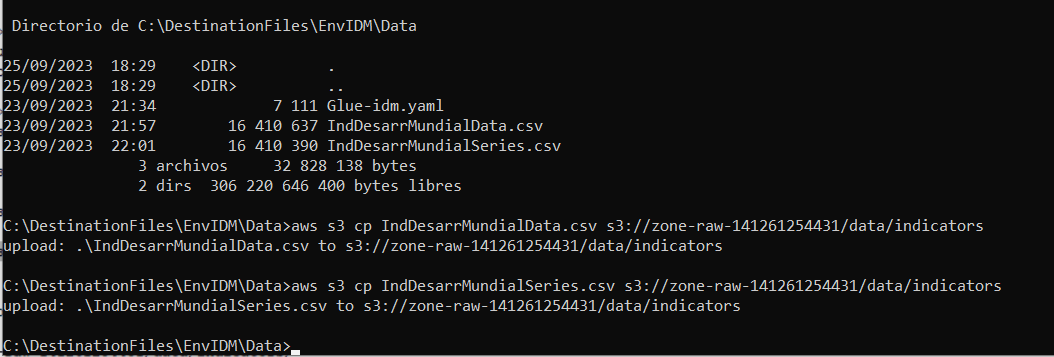 Directorio de C:\DestinationFiles\EnvIDM\Data
25/09/2023  18:29    <DIR>          .
25/09/2023  18:29    <DIR>          ..
23/09/2023  21:34             7 111 Glue-idm.yaml
23/09/2023  21:57        16 410 637 IndDesarrMundialData.csv
23/09/2023  22:01        16 410 390 IndDesarrMundialSeries.csv
3 archivos     32 828 138 bytes
2 dirs  306 220 646 400 bytes libres
C:\DestinationFiles\EnvIDM\Data>aws s3 cp IndDesarrMundialData.csv s3://zone-raw-141261254431/data/indicators
upload: .\IndDesarrMundialData.csv to s3://zone-raw-141261254431/data/indicators
C:\DestinationFiles\EnvIDM\Data>aws s3 cp IndDesarrMundialSeries.csv s3://zone-raw-141261254431/data/indicators
upload: .\IndDesarrMundialSeries.csv to s3://zone-raw-141261254431/data/indicators
C:\DestinationFiles\EnvIDM\Data>